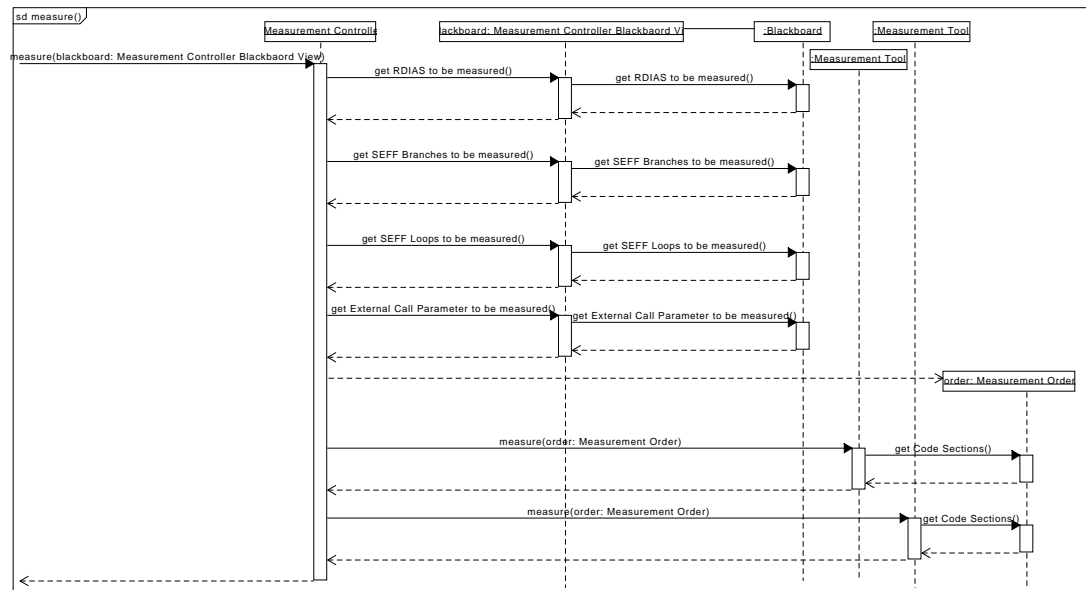 sd measure()
Measurement Controlle
lackboard: Measurement Controller Blackbaord Vi
:Blackboard
:Measurement Tool
:Measurement Tool
measure(blackboard: Measurement Controller Blackbaord View)
get RDIAS to be measured()
get RDIAS to be measured()
get SEFF Branches to be measured()
get SEFF Branches to be measured()
get SEFF Loops to be measured()
get SEFF Loops to be measured()
get External Call Parameter to be measured()
get External Call Parameter to be measured()
order: Measurement Order
measure(order: Measurement Order)
get Code Sections()
measure(order: Measurement Order)
get Code Sections()